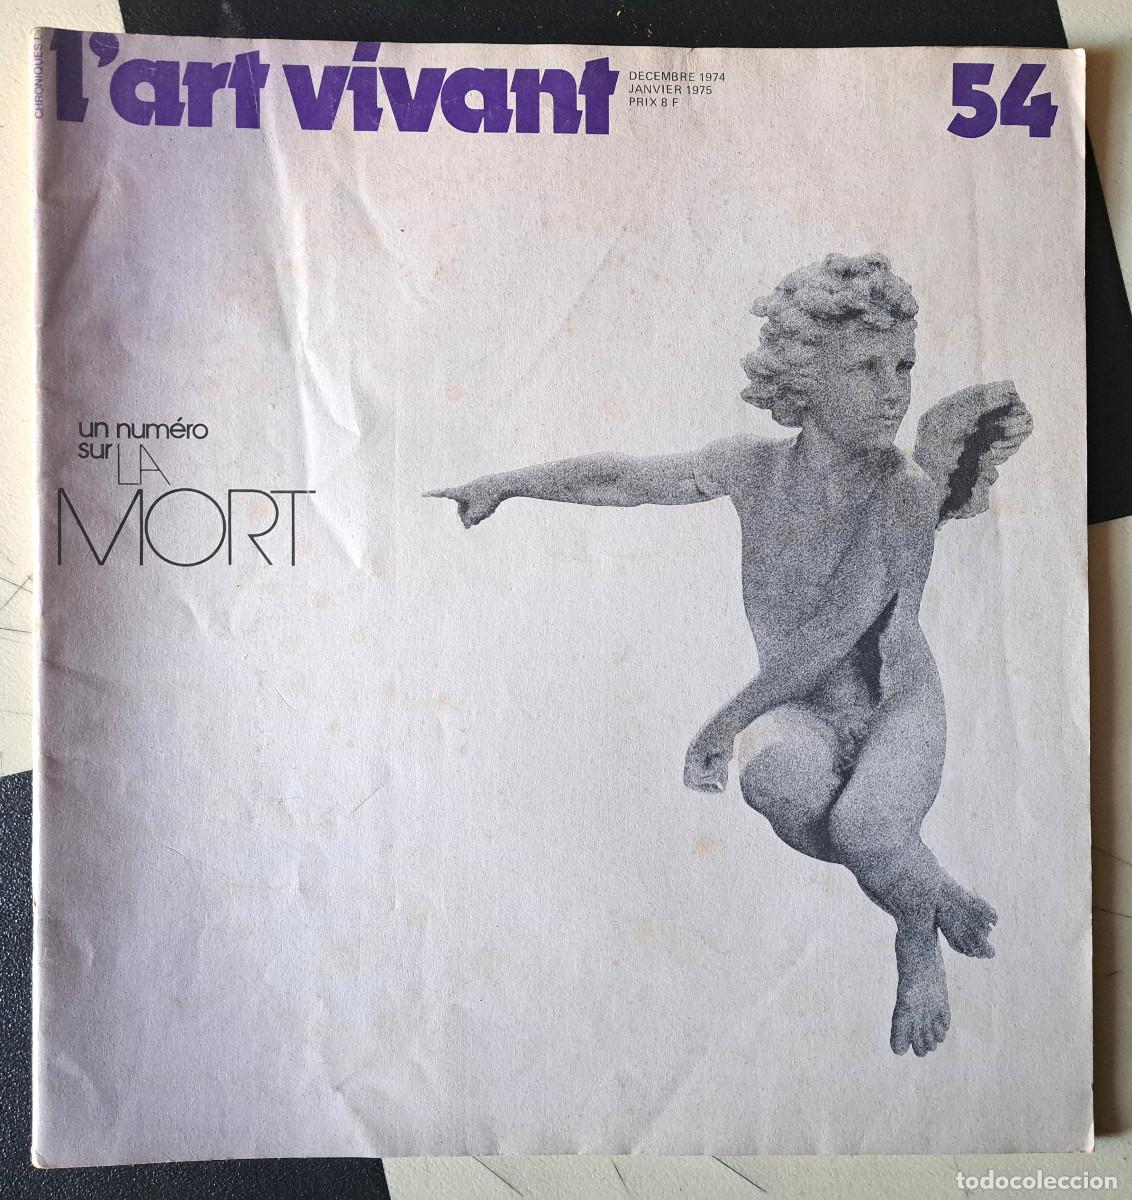 CHRONIQUES
l'art vivant
DECEMBRE 1974
JANVIER 1975
PRIX 8 F
54
un numéro
sur LA
MORT
todocoleccion